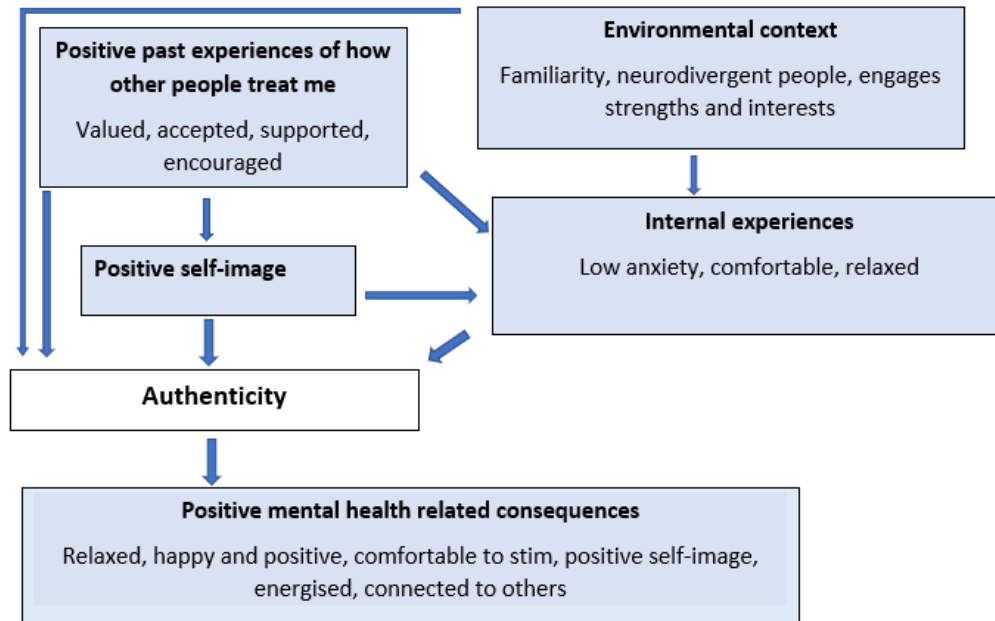 Positive past experiences of how
other people treat me
Valued, accepted, supported,
encouraged
Environmental context
Familiarity, neurodivergent people, engages
strengths and interests
Positive self-image
Internal experiences
Low anxiety, comfortable, relaxed
Authenticity
Positive mental health related consequences
Relaxed, happy and positive, comfortable to stim, positive self-image,
energised, connected to others